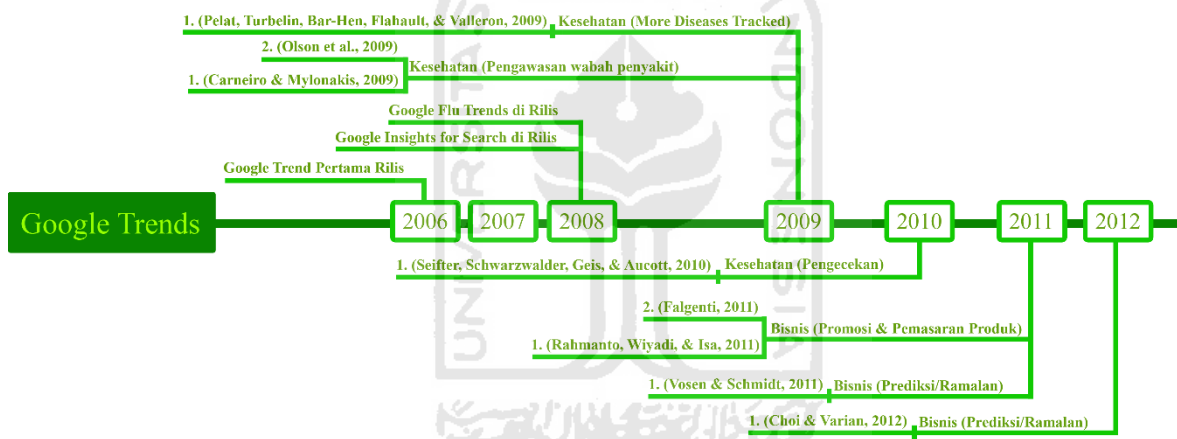 1. (Pelat, Turbelin, Bar-Hen, Flahault, & Valleron, 2009) Kesehatan (More Diseases Tracked)
2. (Olson et al., 2009)
Kesehatan (Pengawasan wabah penyakit)
1. (Carneiro & Mylonakis, 2009)
Google Flu Trends di Rilis
Google Insights for Search di Rilis
Google Trend Pertama Rilis
Google Trends 2006 2007 2008 2009 2010 2011 2012
1. (Seifter, Schwarzwalder, Geis, & Aucott, 2010) Kesehatan (Pengecekan)
2. (Falgenti, 2011)
Bisnis (Promosi & Pemasaran Produk)
1. (Rahmanto, Wiyadi, & Isa, 2011)
1. (Vosen & Schmidt, 2011) Bisnis (Prediksi/Ramalan)
1. (Choi & Varian, 2012) Bisnis (Prediksi/Ramalan)